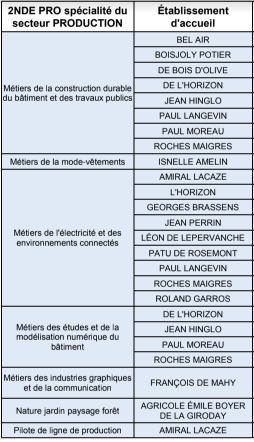 2NDE PRO spécialité du
secteur PRODUCTION
Établissement
d'accueil
Métiers de la construction durable
du bâtiment et des travaux publics
BEL AIR
BOISJOLY POTIER
DE BOIS D'OLIVE
DE L'HORIZON
JEAN HINGLO
PAUL LANGEVIN
PAUL MOREAU
ROCHES MAIGRES
Métiers de la mode-vêtements
ISNELLE AMELIN
Métiers de l'électricité et des
environnements connectés
AMIRAL LACAZE
L'HORIZON
GEORGES BRASSENS
JEAN PERRIN
LÉON DE LEPERVANCHE
PATU DE ROSEMONT
PAUL LANGEVIN
ROCHES MAIGRES
ROLAND GARROS
Métiers des études et de la
modélisation numérique du
bâtiment
DE L'HORIZON
JEAN HINGLO
PAUL MOREAU
ROCHES MAIGRES
Métiers des industries graphiques
et de la communication
FRANÇOIS DE MAHY
Nature jardin paysage forêt
AGRICOLE ÉMILE BOYER
DE LA GIRODAY
Pilote de ligne de production
AMIRAL LACAZE